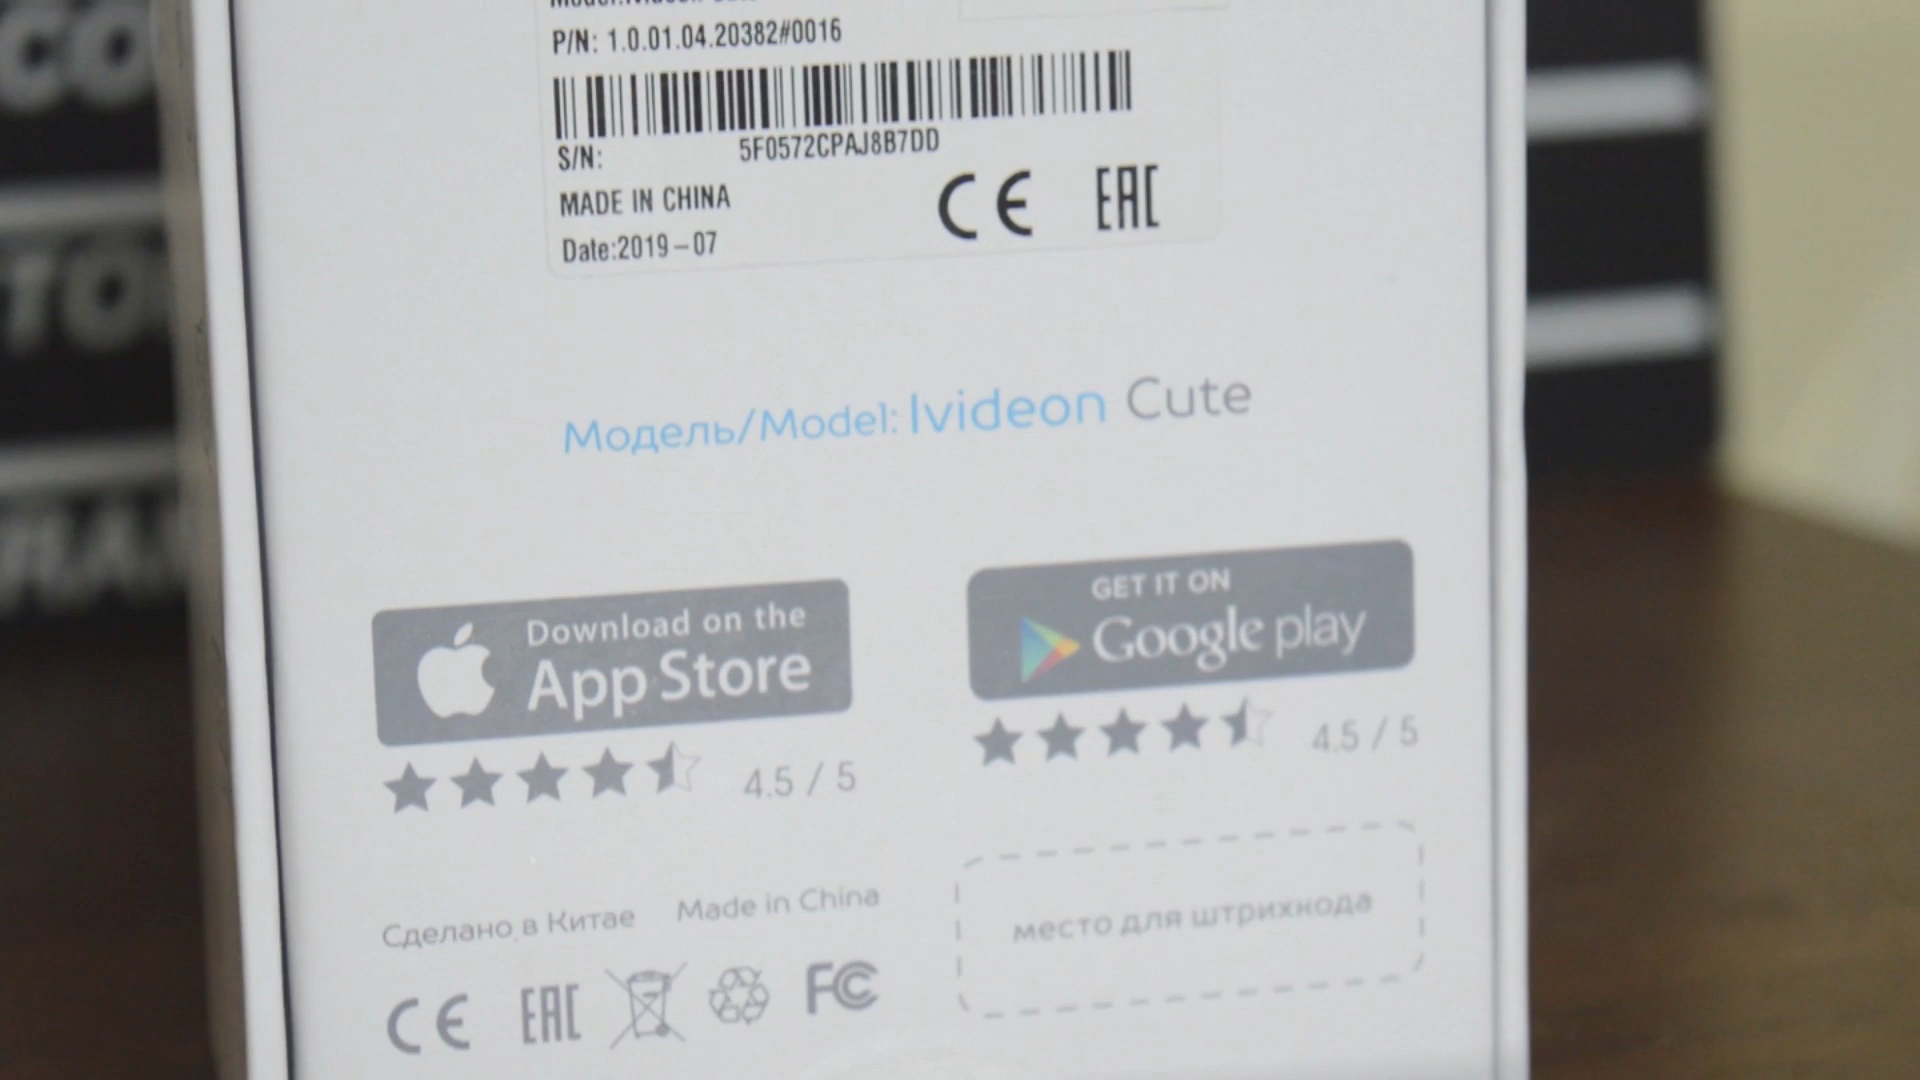 P/N: 1.0.01.04.20382#0016
S/N: 5F0572CPAJ8B7DD
MADE IN CHINA
Date:2019-07
CE EAC
Модель/Model: Ivideon Cute
Download on the
App Store
GET IT ON
Google play
4.5 / 5
4.5 / 5
Сделано в Китае Made in China
место для штрихкода
CE EAC FC